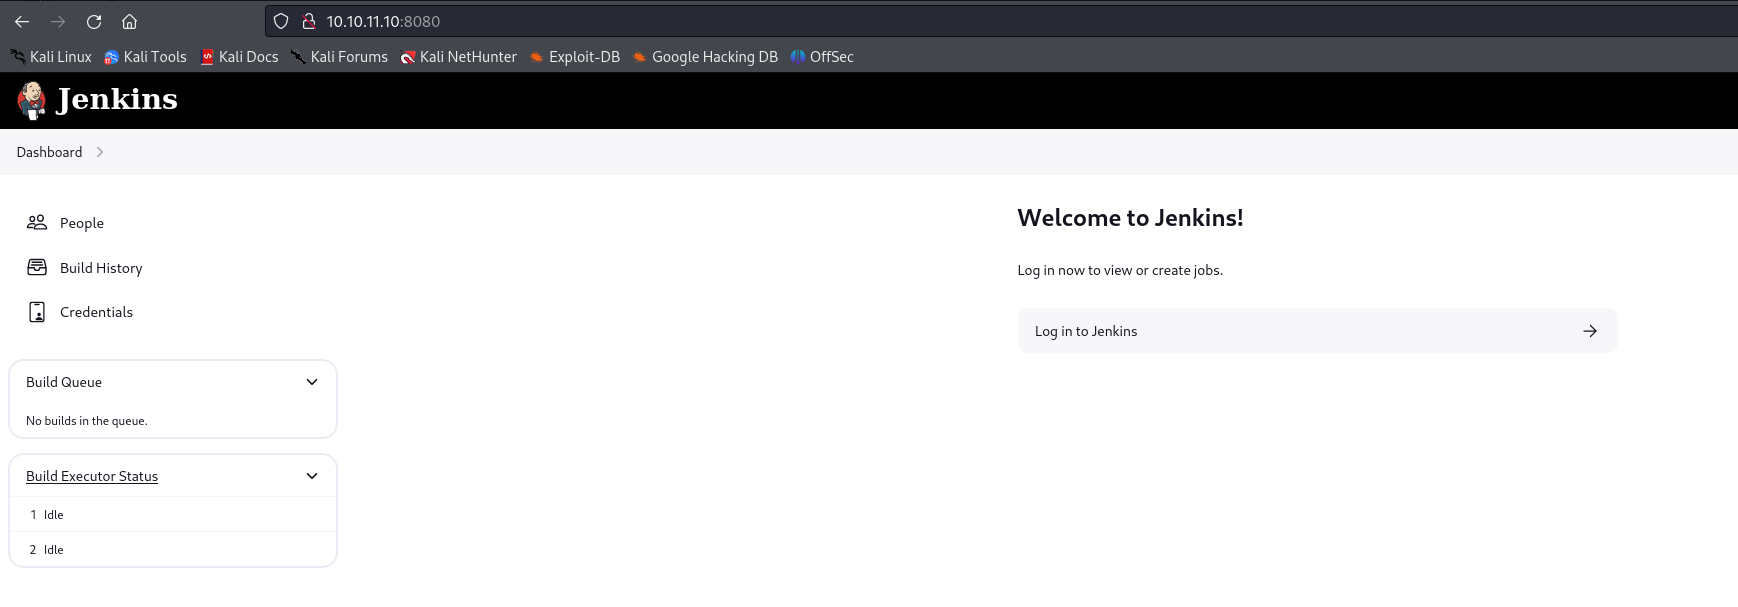 10.10.11.10:8080
Kali Linux Kali Tools Kali Docs Kali Forums Kali NetHunter Exploit-DB Google Hacking DB OffSec
Jenkins
Dashboard
People
Build History
Credentials
Build Queue
No builds in the queue.
Build Executor Status
1 Idle
2 Idle
Welcome to Jenkins!
Log in now to view or create jobs.
Log in to Jenkins